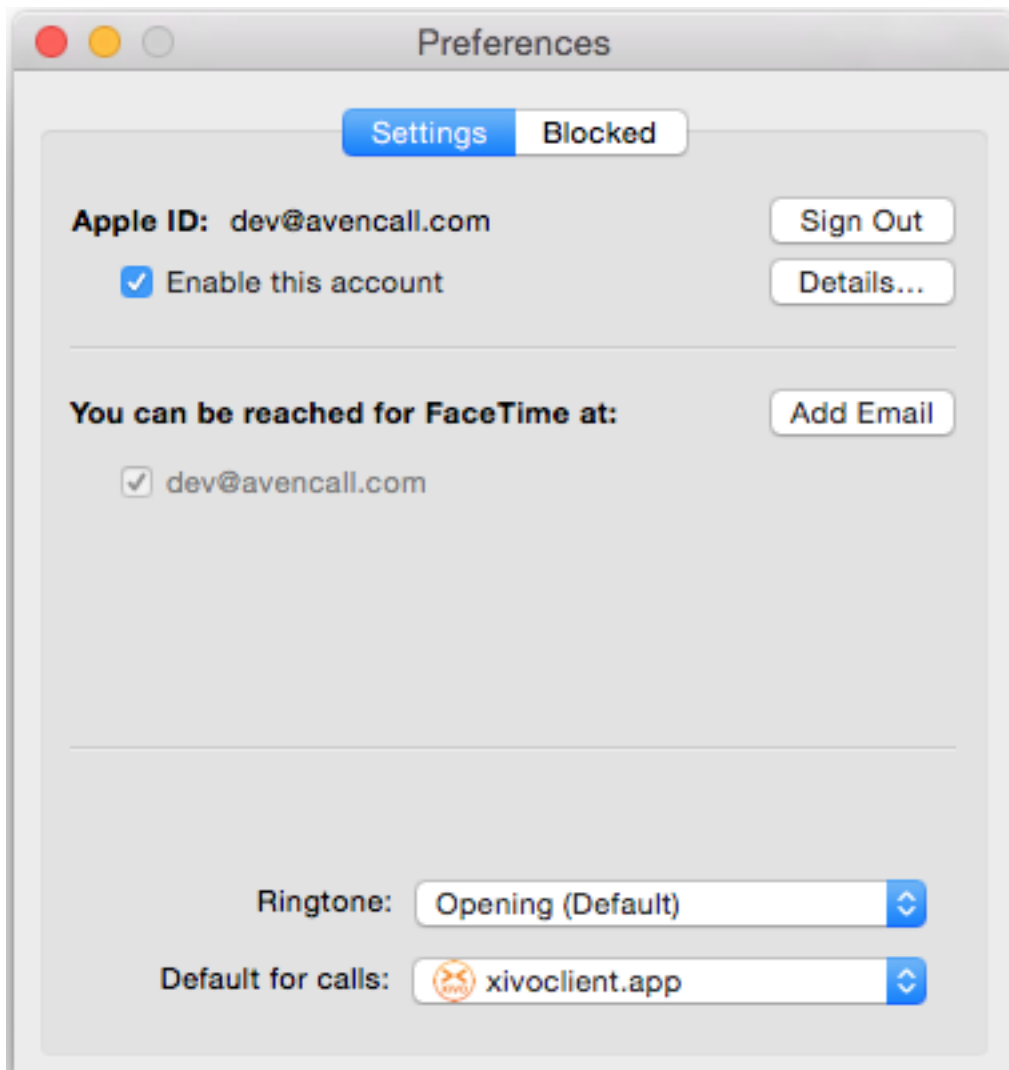 Preferences
Settings Blocked
Apple ID: dev@avencall.com Sign Out
Enable this account Details...
You can be reached for FaceTime at: Add Email
dev@avencall.com
Ringtone: Opening (Default)
Default for calls: XIVO xivoclient.app